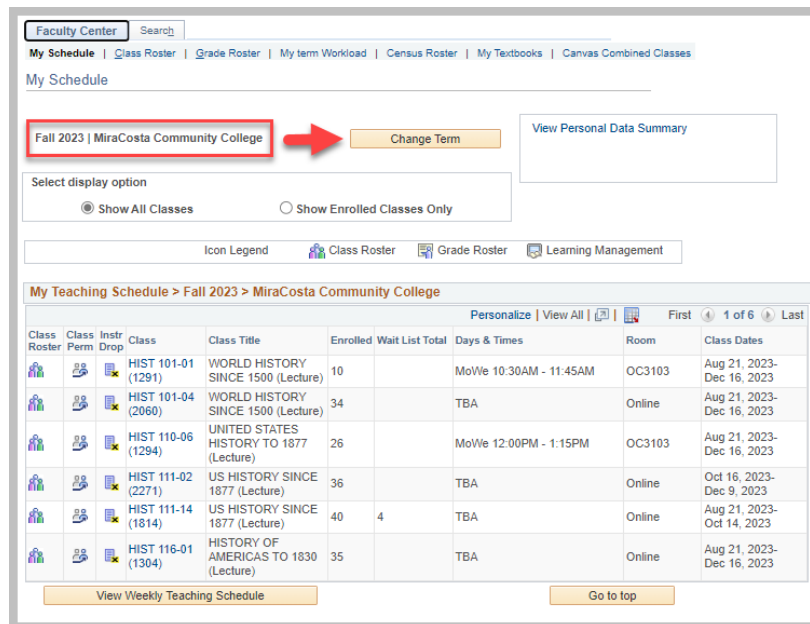 Faculty Center Search
My Schedule | Class Roster | Grade Roster | My term Workload | Census Roster | My Textbooks | Canvas Combined Classes
My Schedule
Fall 2023 | MiraCosta Community College Change Term View Personal Data Summary
Select display option
Show All Classes Show Enrolled Classes Only
Icon Legend Class Roster Grade Roster Learning Management
My Teaching Schedule > Fall 2023 > MiraCosta Community College
Personalize | View All | | First 1 of 6 Last
Class Roster Class Perm Instr Drop Class Class Title Enrolled Wait List Total Days & Times Room Class Dates
HIST 101-01 (1291) WORLD HISTORY SINCE 1500 (Lecture) 10 MoWe 10:30AM - 11:45AM OC3103 Aug 21, 2023- Dec 16, 2023
HIST 101-04 (2060) WORLD HISTORY SINCE 1500 (Lecture) 34 TBA Online Aug 21, 2023- Dec 16, 2023
HIST 110-06 (1294) UNITED STATES HISTORY TO 1877 (Lecture) 26 MoWe 12:00PM - 1:15PM OC3103 Aug 21, 2023- Dec 16, 2023
HIST 111-02 (2271) US HISTORY SINCE 1877 (Lecture) 36 TBA Online Oct 16, 2023- Dec 9, 2023
HIST 111-14 (1814) US HISTORY SINCE 1877 (Lecture) 40 4 TBA Online Aug 21, 2023- Oct 14, 2023
HIST 116-01 (1304) HISTORY OF AMERICAS TO 1830 (Lecture) 35 TBA Online Aug 21, 2023- Dec 16, 2023
View Weekly Teaching Schedule Go to top